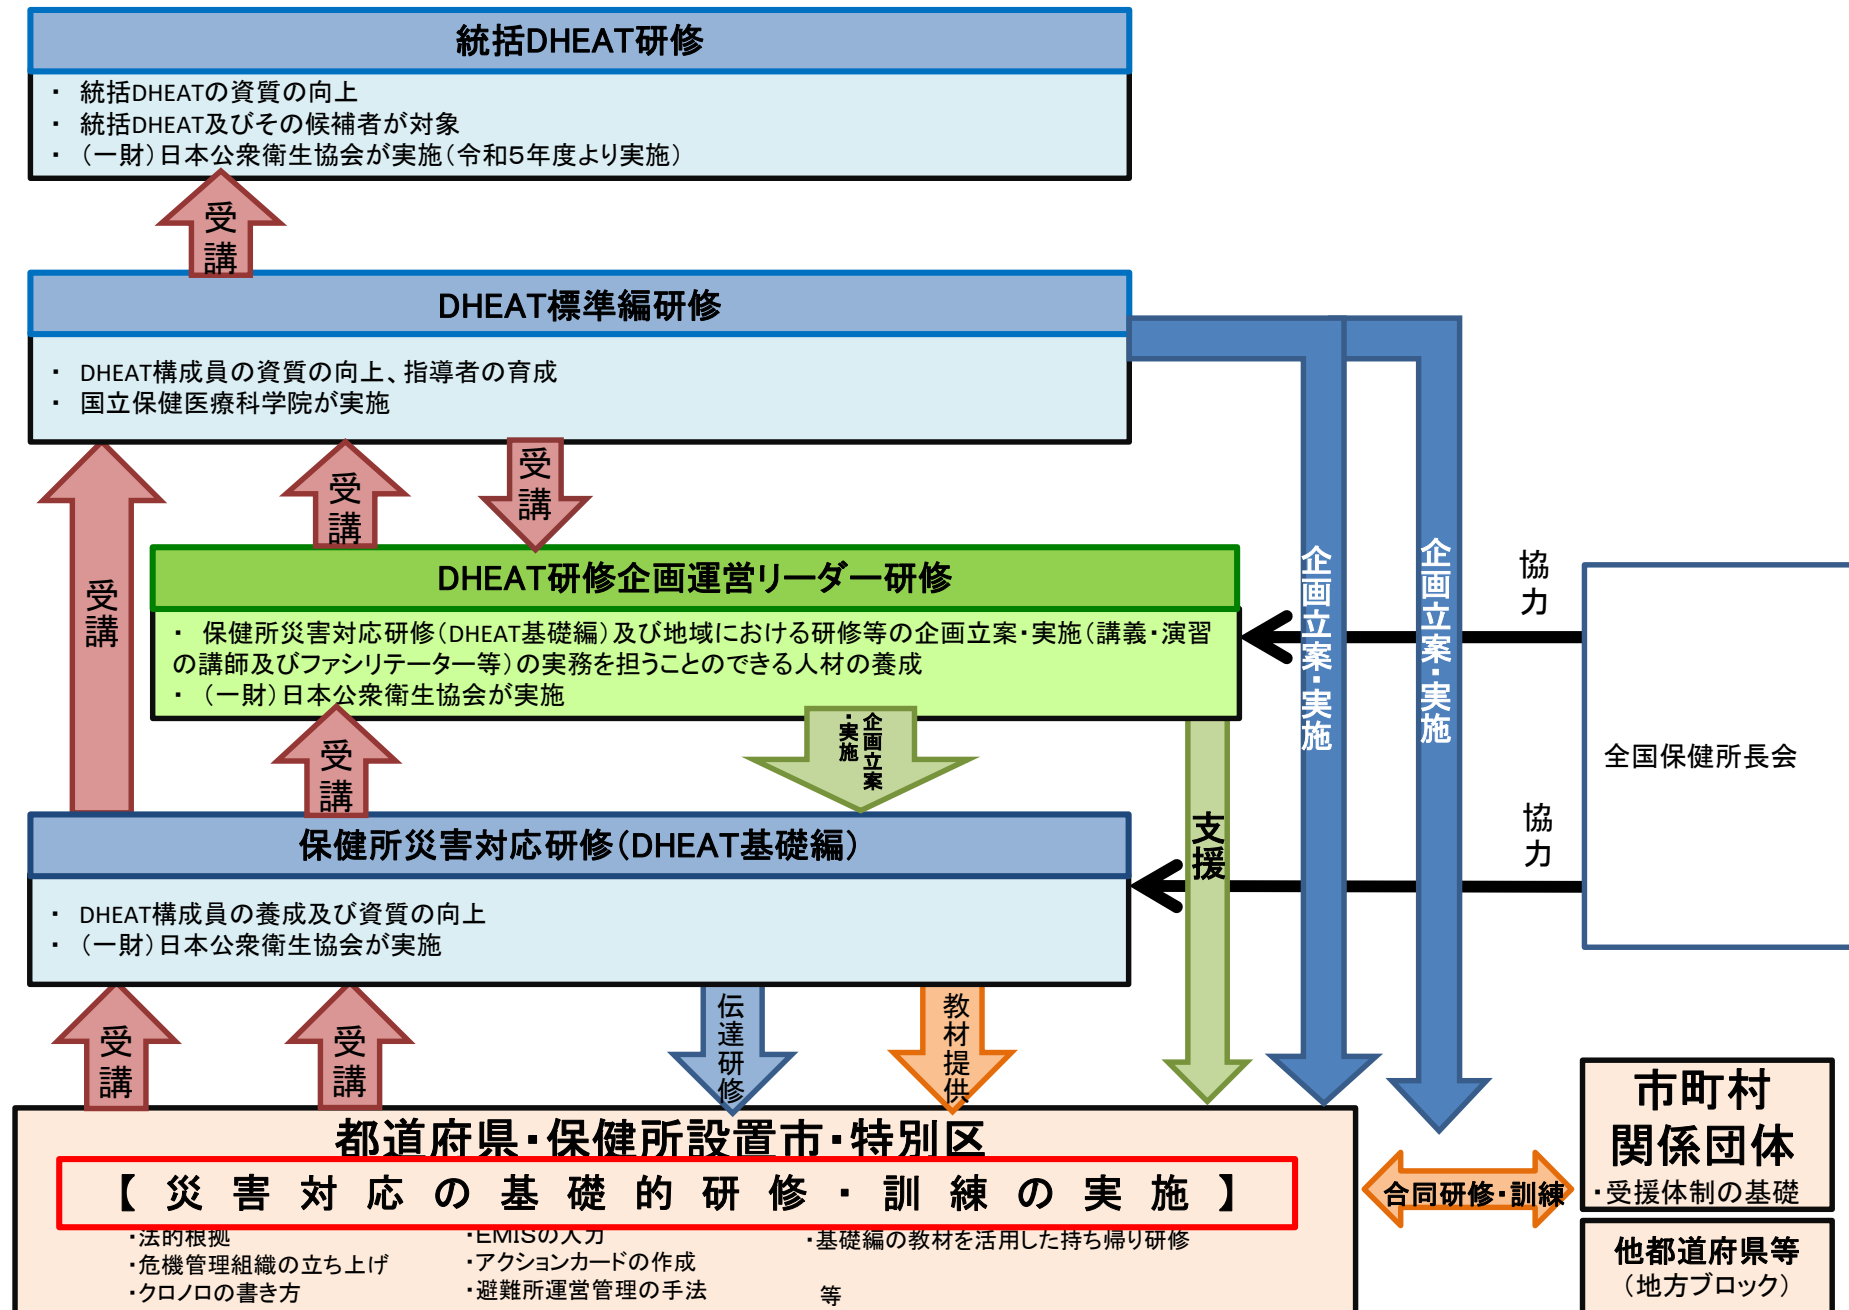 統括DHEAT研修
・ 統括DHEATの資質の向上
・ 統括DHEAT及びその候補者が対象
・ （一財）日本公衆衛生協会が実施（令和５年度より実施）
受講
DHEAT標準編研修
・ DHEAT構成員の資質の向上、指導者の育成
・ 国立保健医療科学院が実施
受講
受講
受講
DHEAT研修企画運営リーダー研修
・ 保健所災害対応研修（DHEAT基礎編）及び地域における研修等の企画立案・実施（講義・演習
の講師及びファシリテーター等）の実務を担うことのできる人材の養成
・ （一財）日本公衆衛生協会が実施
企画立案・実施
企画立案・実施
協力
全国保健所長会
協力
受講
企画立案
・実施
支援
保健所災害対応研修（DHEAT基礎編）
・ DHEAT構成員の養成及び資質の向上
・ （一財）日本公衆衛生協会が実施
受講
受講
伝達研修
教材提供
都道府県・保健所設置市・特別区
【災害対応の基礎的研修・訓練の実施】
・法的根拠
・危機管理組織の立ち上げ
・クロノロの書き方
・EMISの入力
・アクションカードの作成
・避難所運営管理の手法
・基礎編の教材を活用した持ち帰り研修
等
合同研修・訓練
市町村
関係団体
・受援体制の基礎
他都道府県等
（地方ブロック）